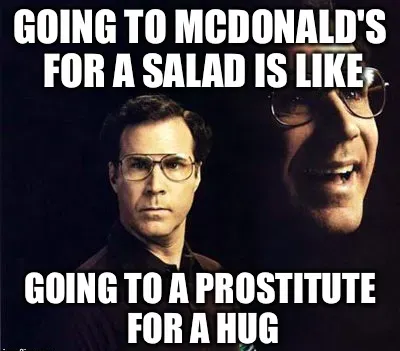 GOING TO MCDONALD'S
FOR A SALAD IS LIKE
GOING TO A PROSTITUTE
FOR A HUG